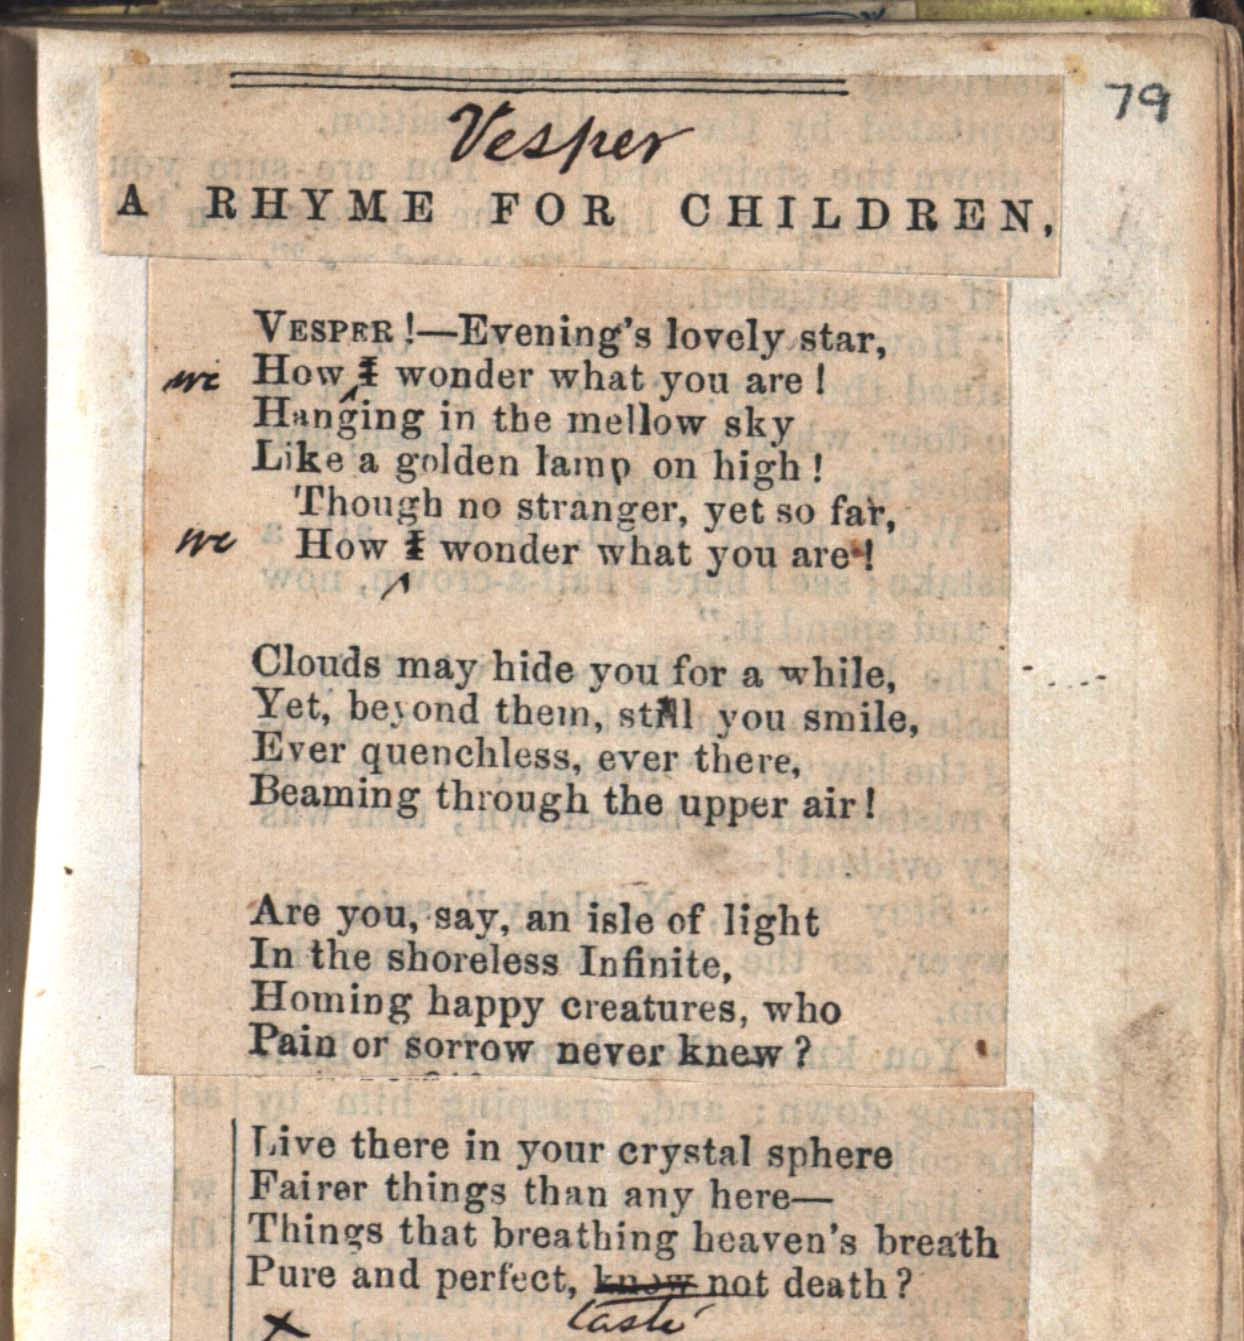 79
Vesper
A RHYME FOR CHILDREN,
VESPER!—Evening's lovely star,
we How I wonder what you are!
Hanging in the mellow sky
Like a golden lamp on high!
Though no stranger, yet so far,
we How I wonder what you are!
Clouds may hide you for a while,
Yet, beyond them, still you smile,
Ever quenchless, ever there,
Beaming through the upper air!
Are you, say, an isle of light
In the shoreless Infinite,
Homing happy creatures, who
Pain or sorrow never knew?
Live there in your crystal sphere
Fairer things than any here—
Things that breathing heaven's breath
Pure and perfect, know not death?
taste